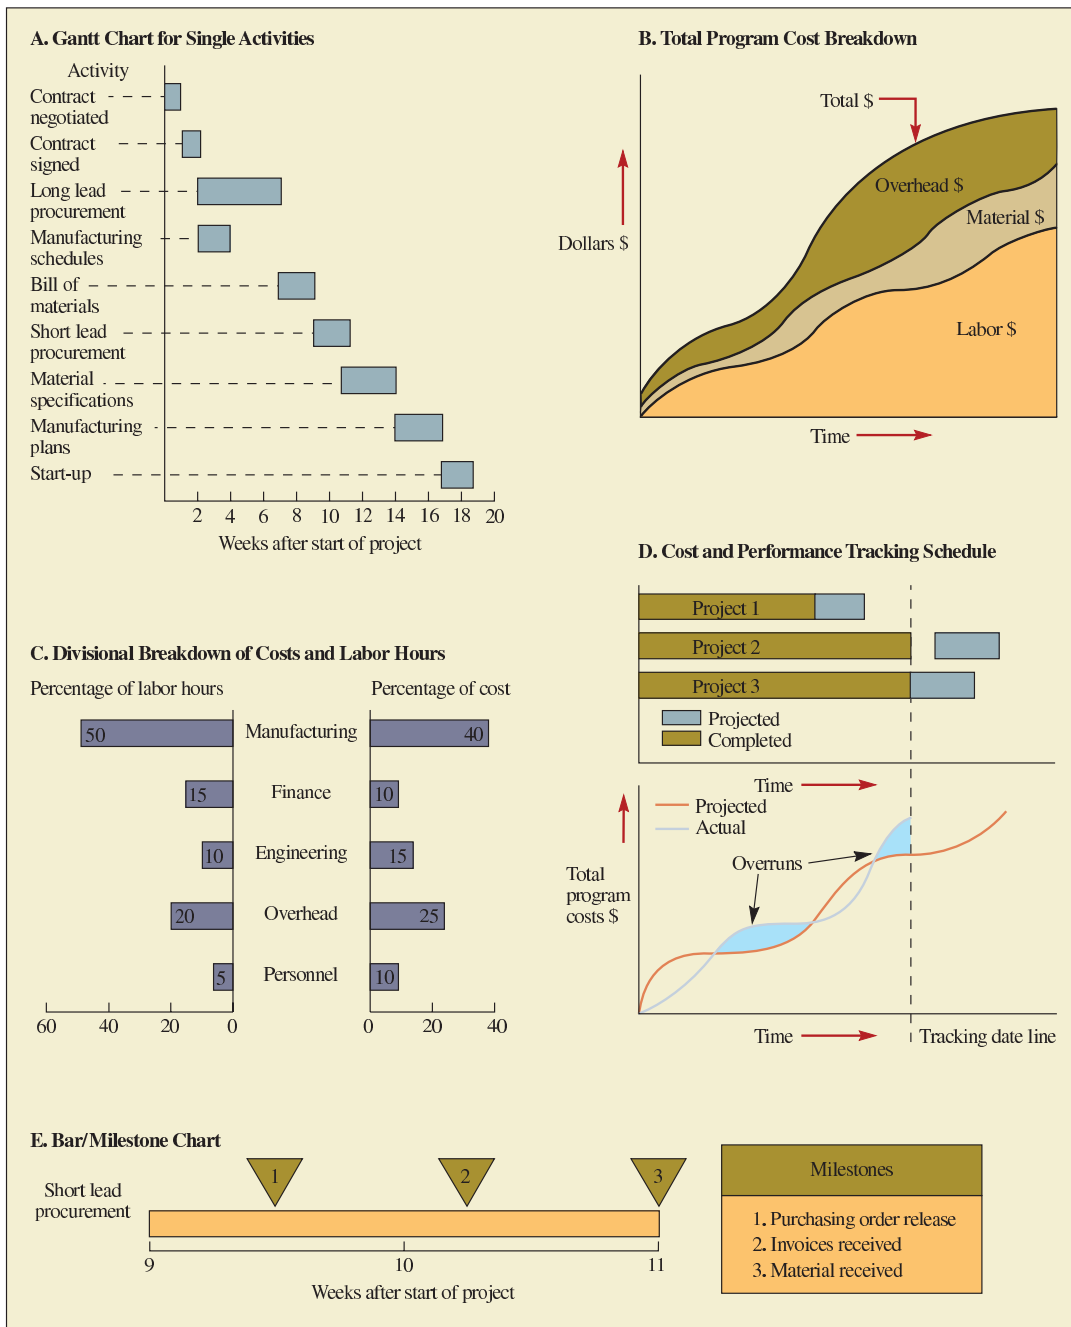 A. Gantt Chart for Single Activities
Activity
Contract
negotiated
Contract
signed
Long lead
procurement
Manufacturing
schedules
Bill of
materials
Short lead
procurement
Material
specifications
Manufacturing
plans
Start-up
2 4 6 8 10 12 14 16 18 20
Weeks after start of project
B. Total Program Cost Breakdown
Total $
Overhead $
Material $
Dollars $
Labor $
Time
C. Divisional Breakdown of Costs and Labor Hours
Percentage of labor hours Percentage of cost
50 Manufacturing 40
15 Finance 10
10 Engineering 15
20 Overhead 25
5 Personnel 10
60 40 20 0 0 20 40
D. Cost and Performance Tracking Schedule
Project 1
Project 2
Project 3
Projected
Completed
Time
Projected
Actual
Overruns
Total
program
costs $
Time Tracking date line
E. Bar/Milestone Chart
1 2 3
Short lead
procurement
9 10 11
Weeks after start of project
Milestones
1. Purchasing order release
2. Invoices received
3. Material received